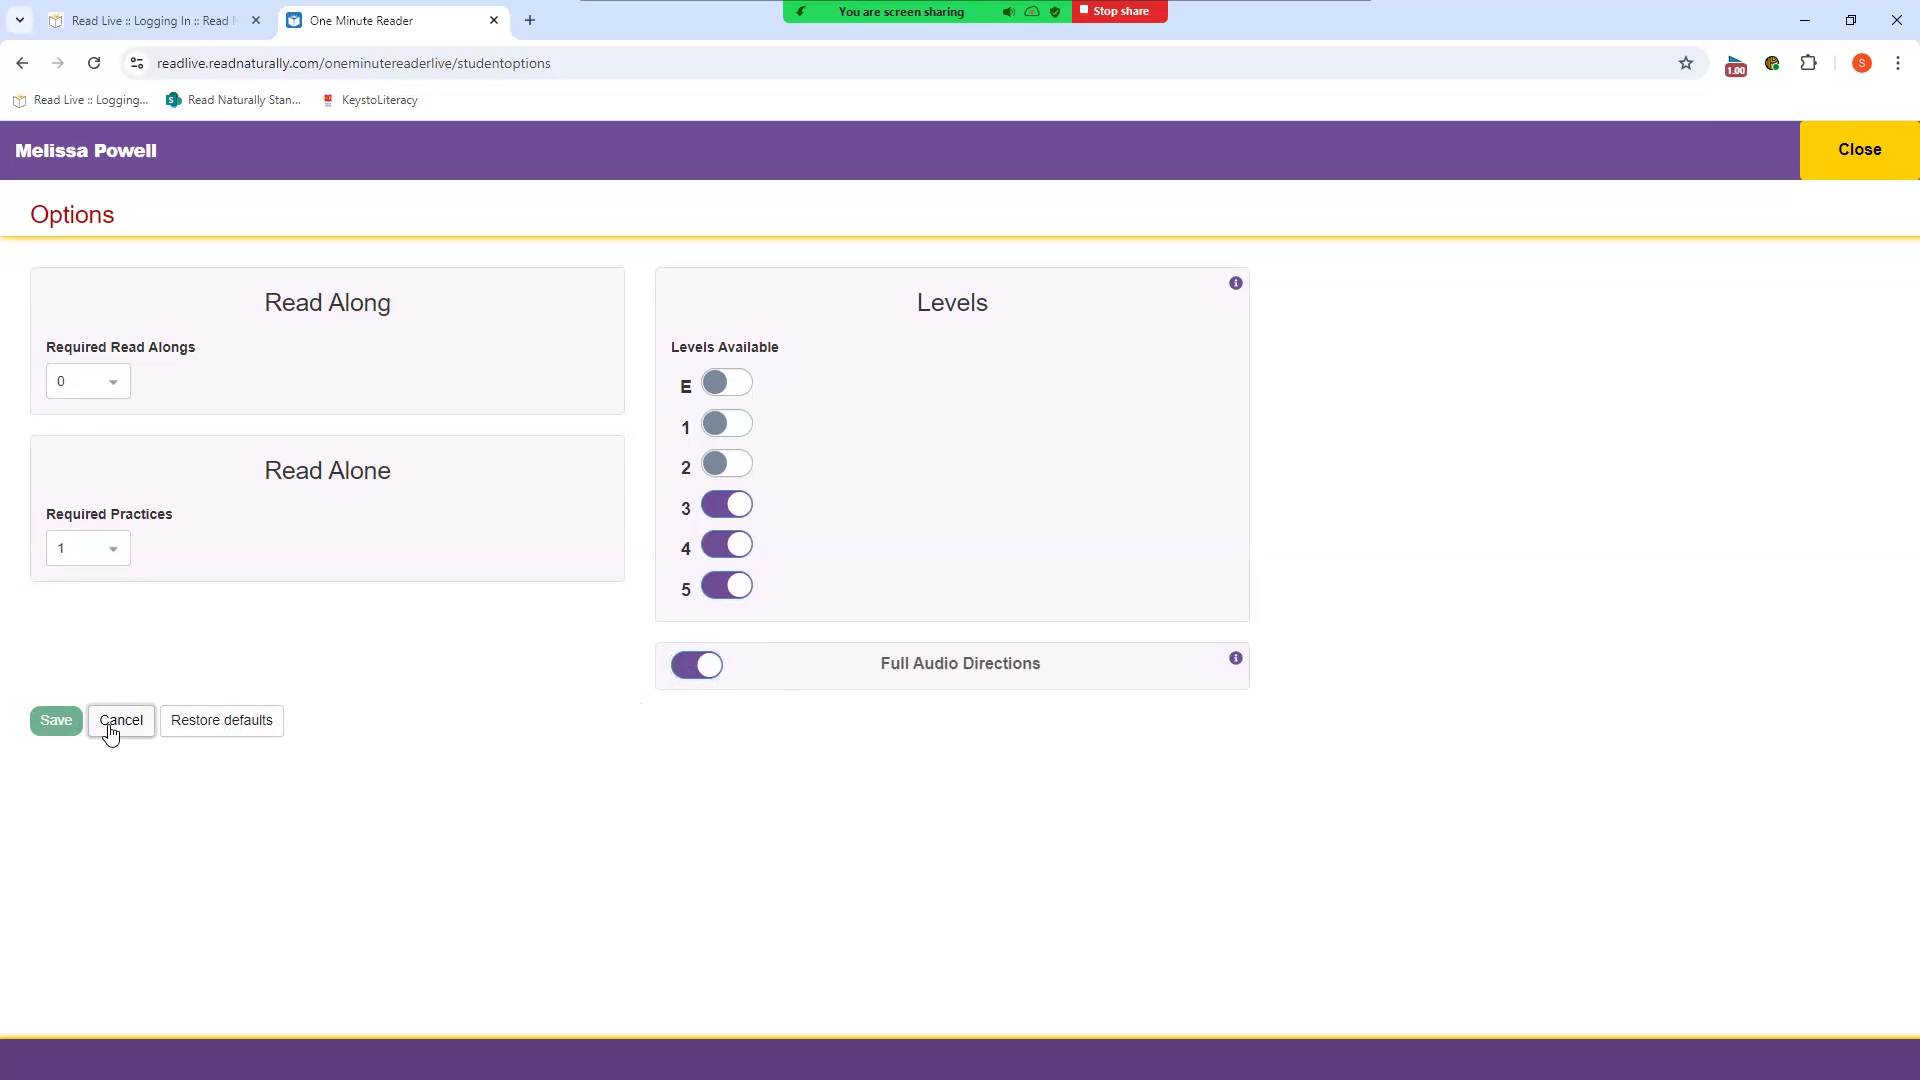 Read Live :: Logging In :: Read N
One Minute Reader
You are screen sharing
Stop share
readlive.readnaturally.com/oneminutereaderlive/studentoptions
1.00
S
Read Live :: Logging...
Read Naturally Stan...
KeystoLiteracy
Melissa Powell
Close
Options
Read Along
Required Read Alongs
0
Read Alone
Required Practices
1
Levels
Levels Available
E
1
2
3
4
5
Full Audio Directions
Save
Cancel
Restore defaults